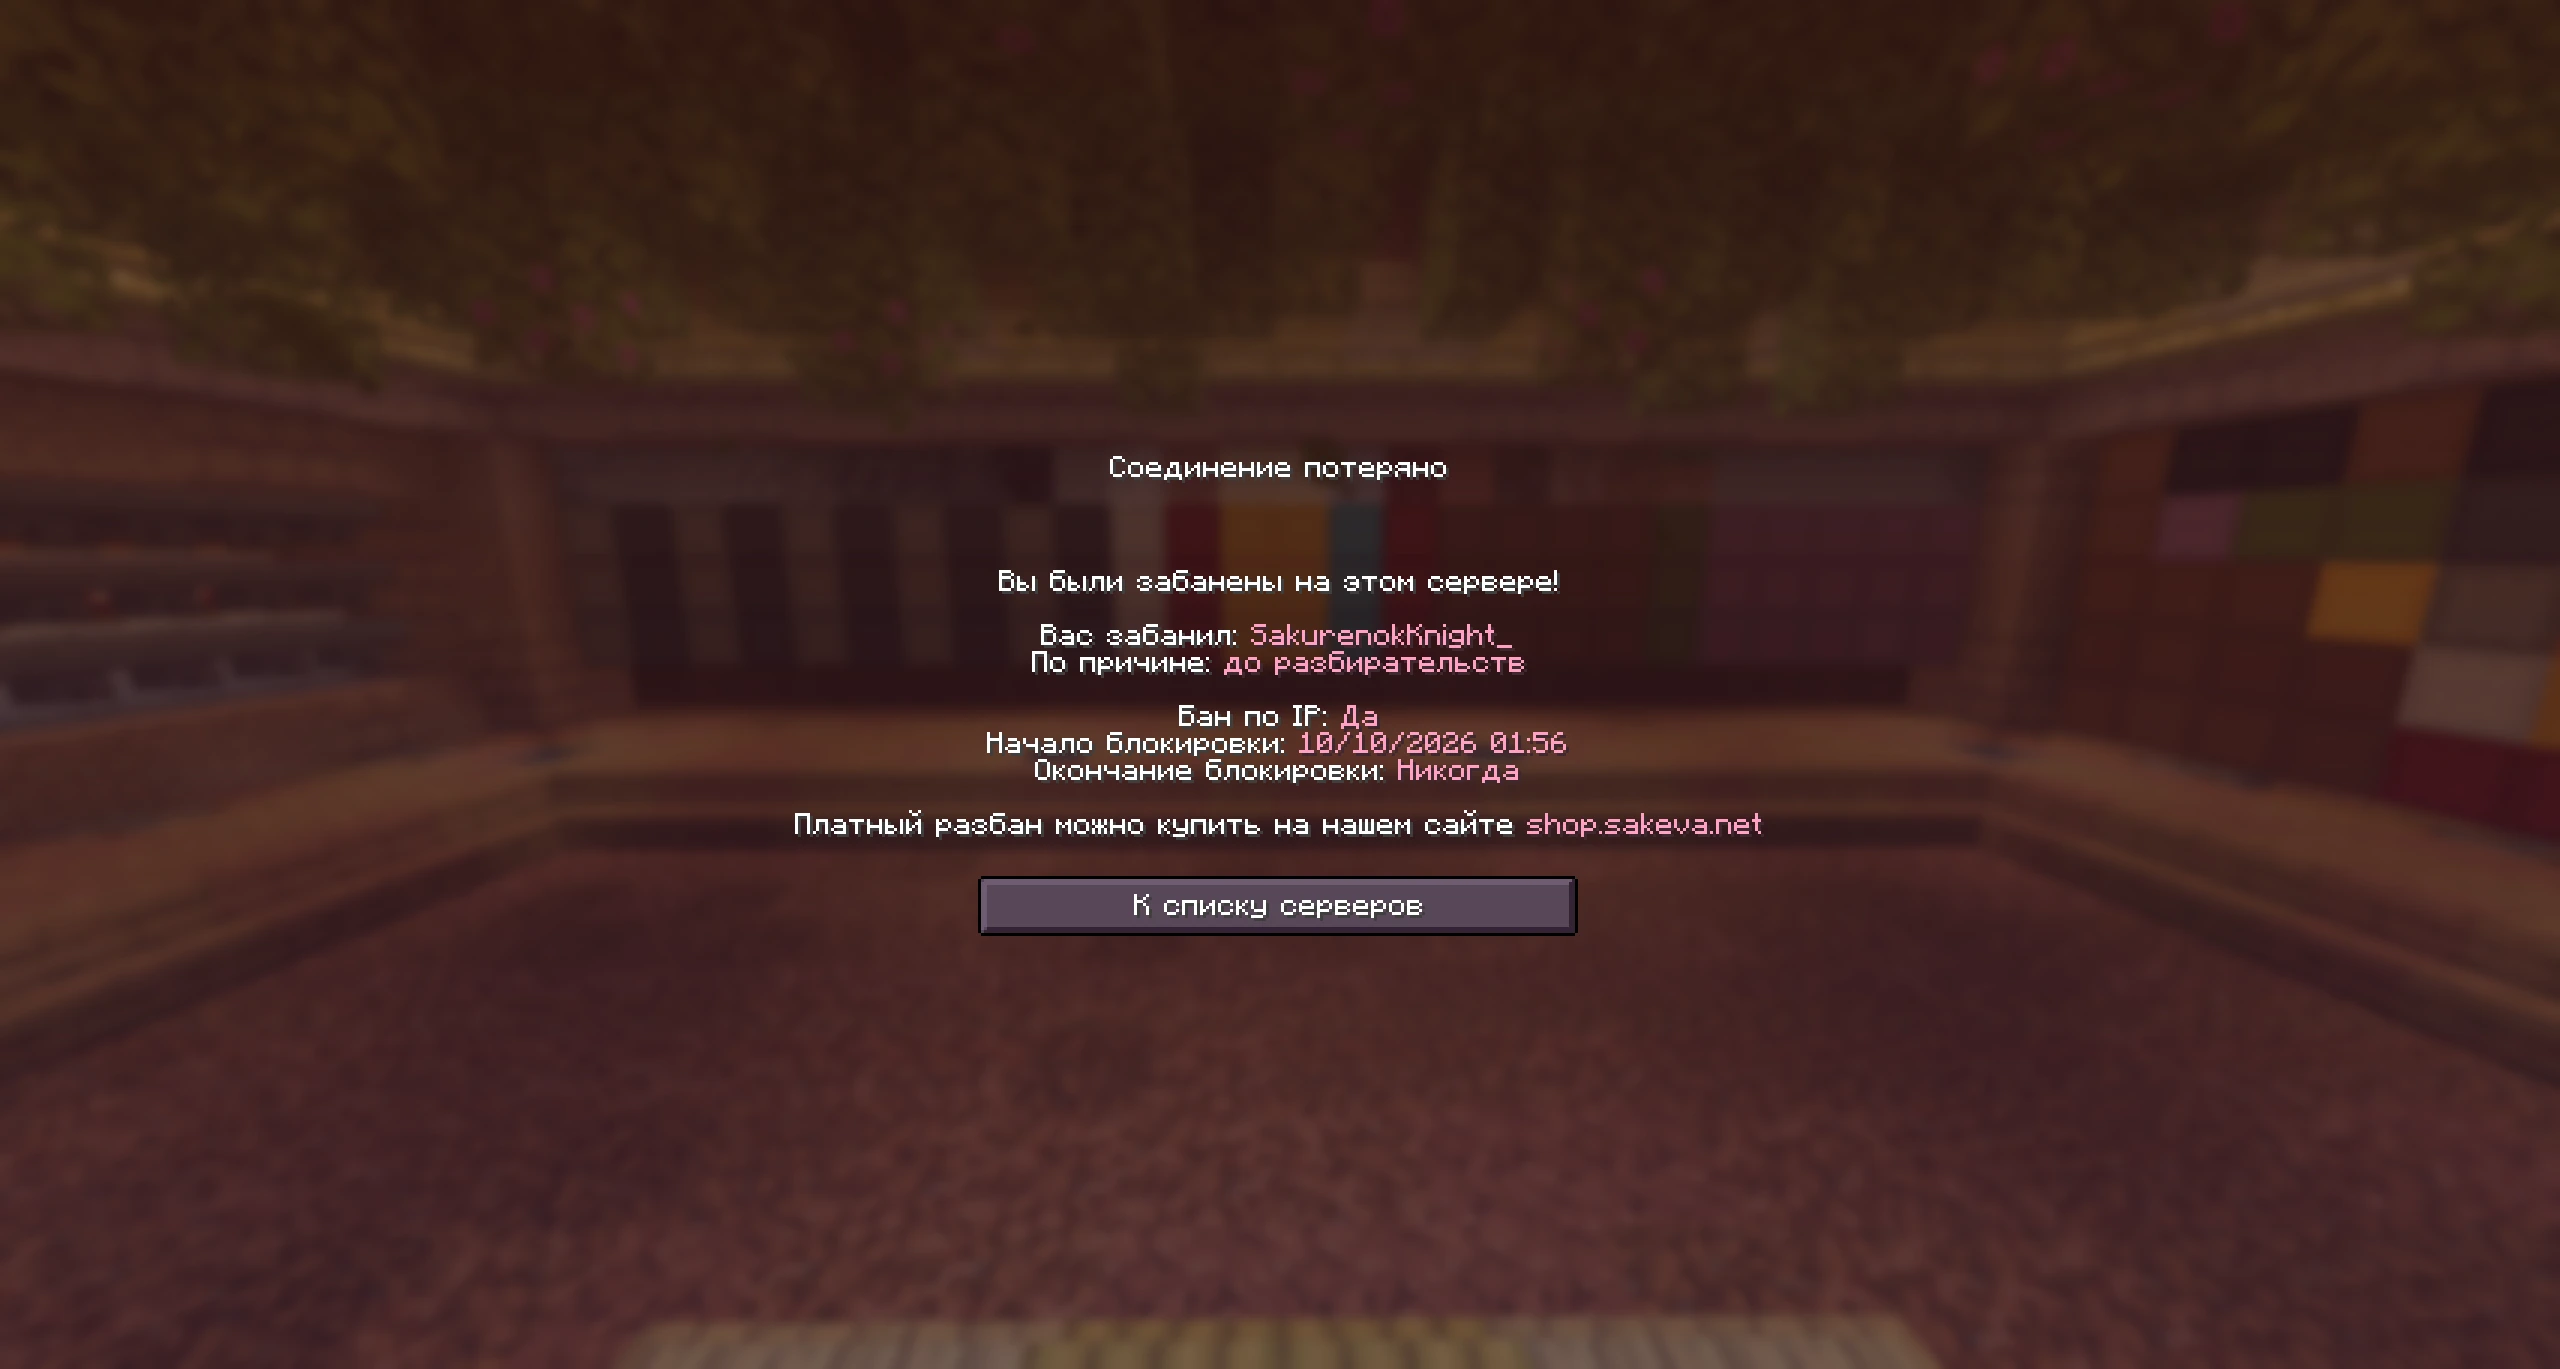 Соединение потеряно
Вы были забанены на этом сервере!
Вас забанил: SakurenokKnight_
По причине: до разбирательств
Бан по IP: Да
Начало блокировки: 10/10/2026 01:56
Окончание блокировки: Никогда
Платный разбан можно купить на нашем сайте shop.sakeva.net
К списку серверов